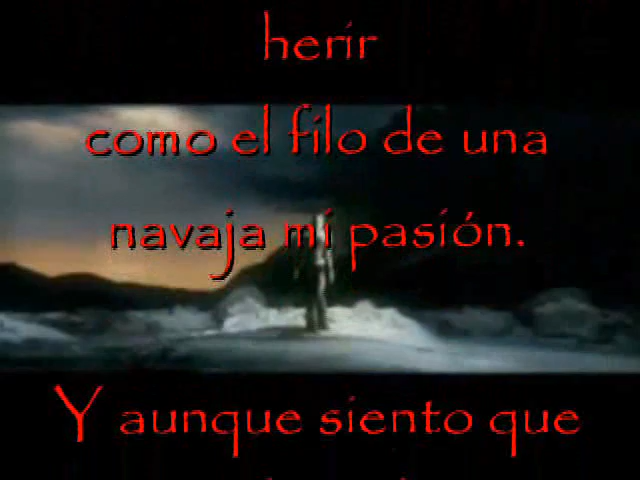 herir
como el filo de una
navaja mi pasión.
Y aunque siento que